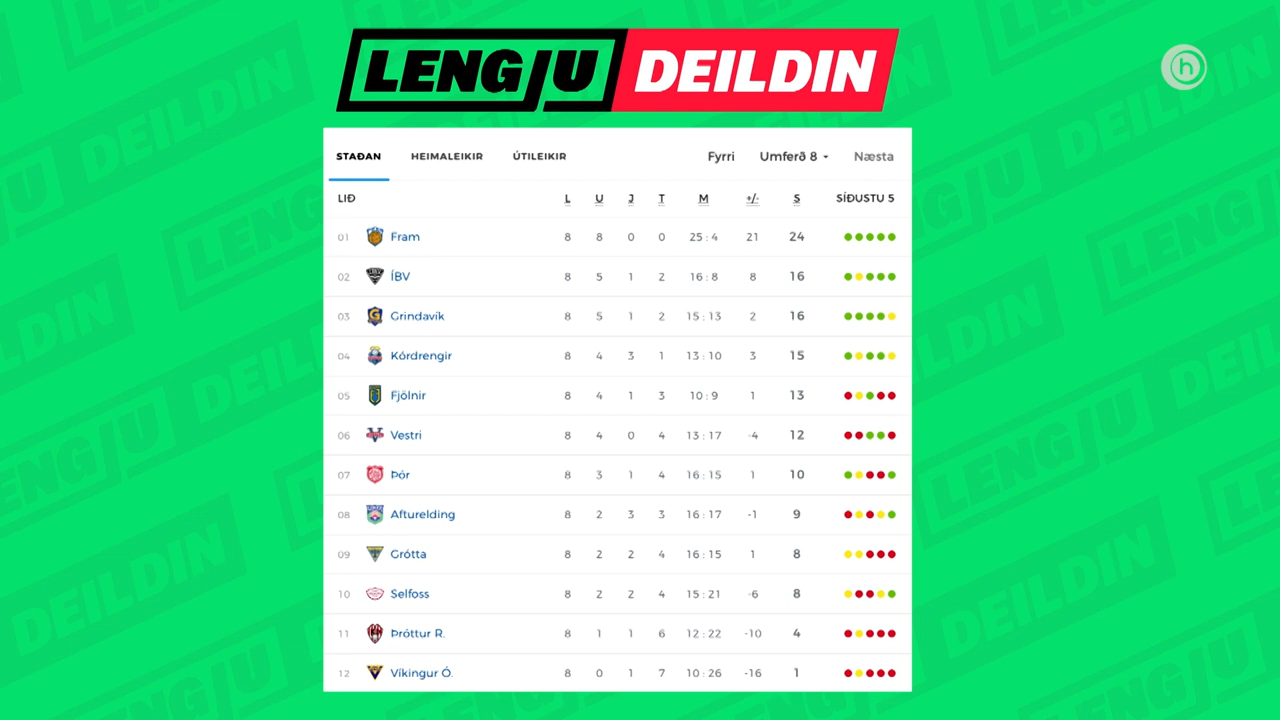 LENGJU DEILDIN
h
STAÐAN HEIMALEIKIR ÚTILEIKIR Fyrri Umferð 8 Næsta
LIÐ L U J T M +/- S SÍÐUSTU 5
01 Fram 8 8 0 0 25 : 4 21 24
02 ÍBV 8 5 1 2 16 : 8 8 16
03 Grindavík 8 5 1 2 15 : 13 2 16
04 Kórdrengir 8 4 3 1 13 : 10 3 15
05 Fjölnir 8 4 1 3 10 : 9 1 13
06 Vestri 8 4 0 4 13 : 17 -4 12
07 Þór 8 3 1 4 16 : 15 1 10
08 Afturelding 8 2 3 3 16 : 17 -1 9
09 Grótta 8 2 2 4 16 : 15 1 8
10 Selfoss 8 2 2 4 15 : 21 -6 8
11 Þróttur R. 8 1 1 6 12 : 22 -10 4
12 Víkingur Ó. 8 0 1 7 10 : 26 -16 1